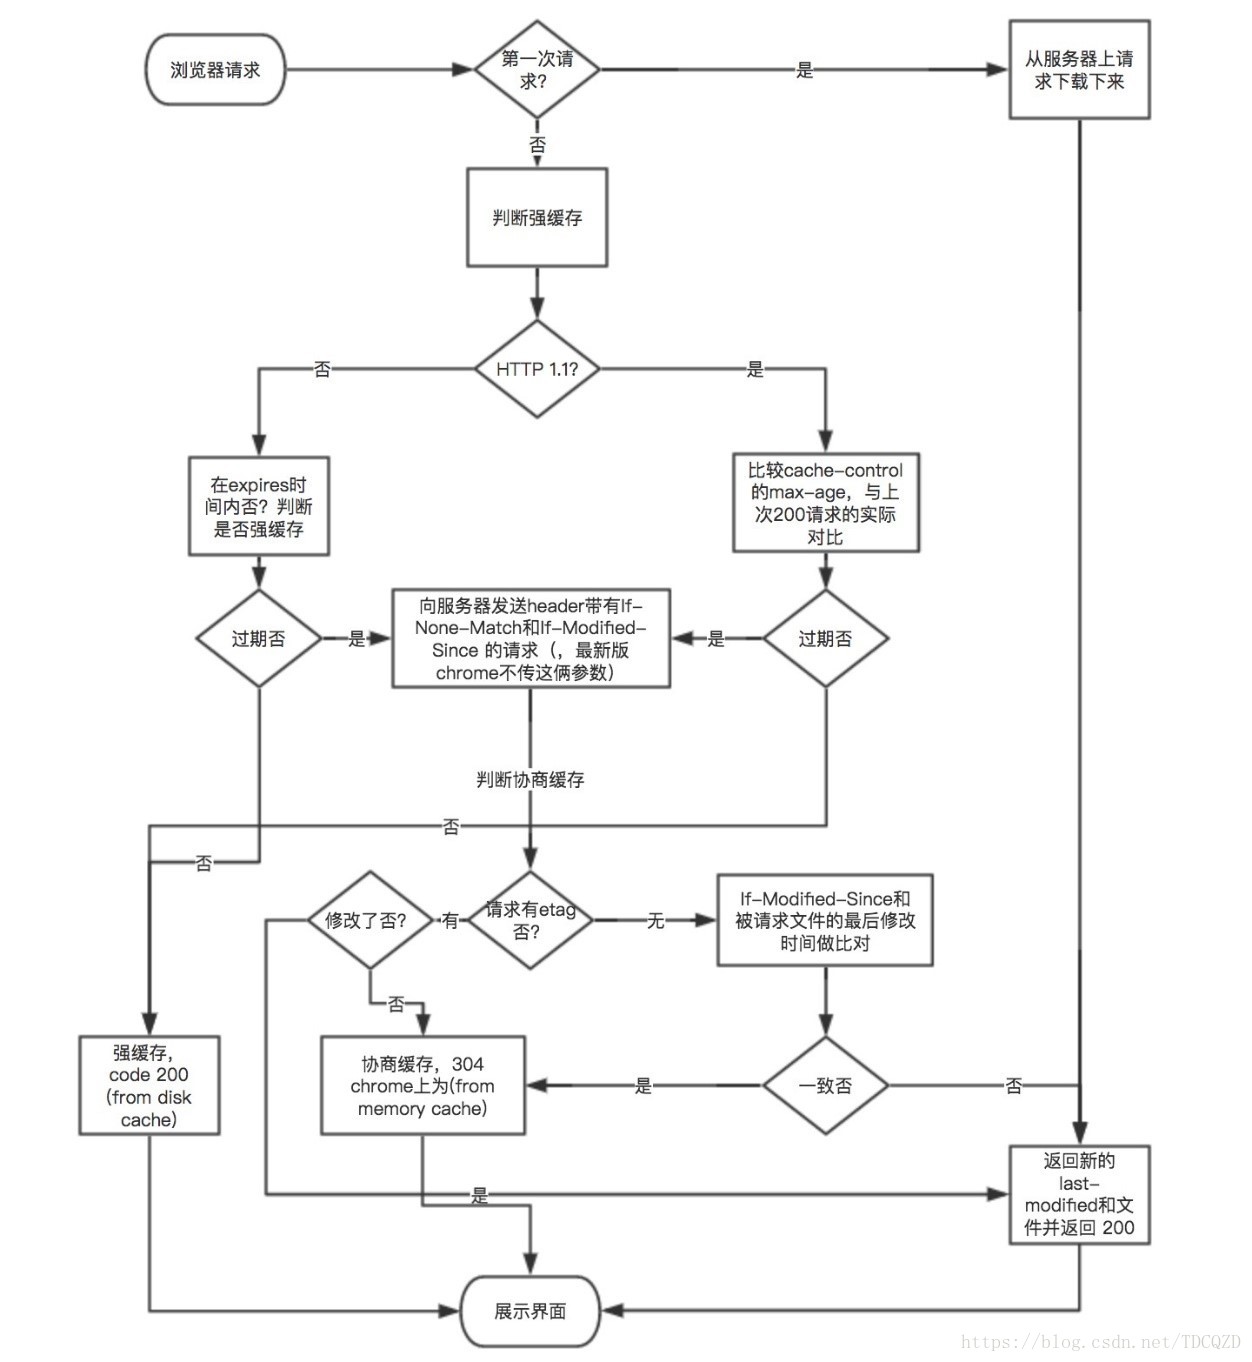 浏览器请求
第一次请
求?
是
从服务器上请
求下载下来
否
判断强缓存
否
HTTP 1.1?
是
在expires时
间内否？判断
是否强缓存
比较cache-control
的max-age，与上
次200请求的实际
对比
过期否
是
向服务器发送header带有If-
None-Match和If-Modified-
Since 的请求（，最新版
chrome不传这俩参数）
是
过期否
判断协商缓存
否
否
修改了否?
有
请求有etag
否?
无
If-Modified-Since和
被请求文件的最后修改
时间做比对
否
强缓存，
code 200
(from disk
cache)
协商缓存，304
chrome上为(from
memory cache)
是
一致否
否
返回新的
last-
modified和文
件并返回 200
是
展示界面
https://blog.csdn.net/TDCQZD